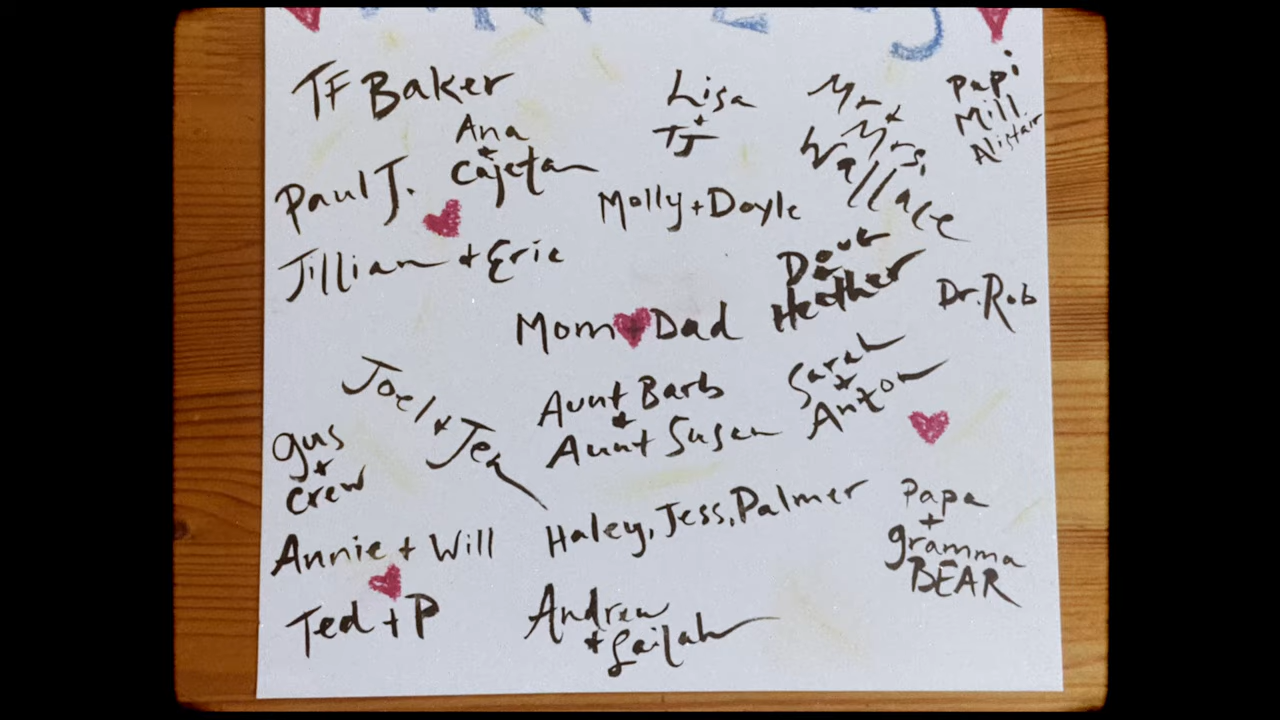 TF Baker
Ana
+
Cajetan
Lisa
+
TJ
Mr +
Mrs.
Wallace
Papi
Mill
Alistair
Paul J.
Molly + Doyle
Jillian + Eric
+
Heather
Dr. Rob
Mom + Dad
Sarah
+
Anton
Joel + Jen
Aunt Barb
+
Aunt Susan
Gus
+
Crew
Haley, Jess, Palmer
Papa
+
gramma
BEAR
Annie + Will
Ted + P
Andrew
+